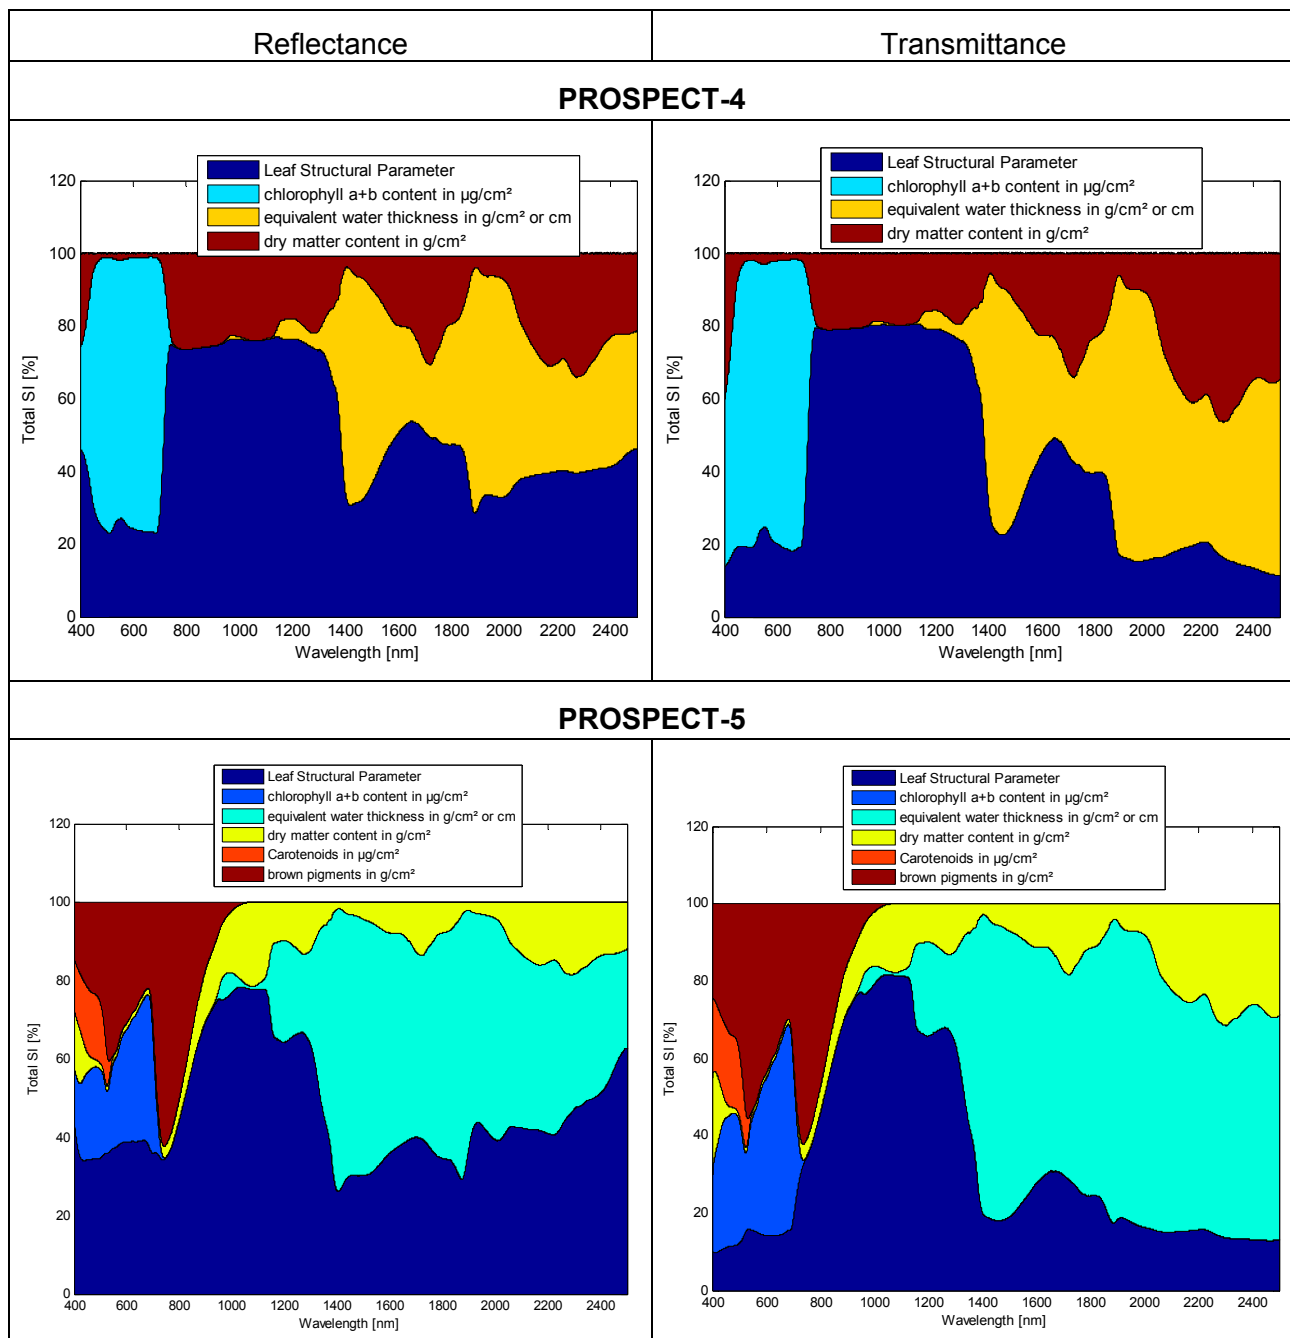 Reflectance
Transmittance
PROSPECT-4
Leaf Structural Parameter
chlorophyll a+b content in µg/cm²
equivalent water thickness in g/cm² or cm
dry matter content in g/cm²
120
100
80
60
40
20
0
Total SI [%]
400 600 800 1000 1200 1400 1600 1800 2000 2200 2400
Wavelength [nm]
Leaf Structural Parameter
chlorophyll a+b content in µg/cm²
equivalent water thickness in g/cm² or cm
dry matter content in g/cm²
120
100
80
60
40
20
0
Total SI [%]
400 600 800 1000 1200 1400 1600 1800 2000 2200 2400
Wavelength [nm]
PROSPECT-5
Leaf Structural Parameter
chlorophyll a+b content in µg/cm²
equivalent water thickness in g/cm² or cm
dry matter content in g/cm²
Carotenoids in µg/cm²
brown pigments in g/cm²
120
100
80
60
40
20
0
Total SI [%]
400 600 800 1000 1200 1400 1600 1800 2000 2200 2400
Wavelength [nm]
Leaf Structural Parameter
chlorophyll a+b content in µg/cm²
equivalent water thickness in g/cm² or cm
dry matter content in g/cm²
Carotenoids in µg/cm²
brown pigments in g/cm²
120
100
80
60
40
20
0
Total SI [%]
400 600 800 1000 1200 1400 1600 1800 2000 2200 2400
Wavelength [nm]